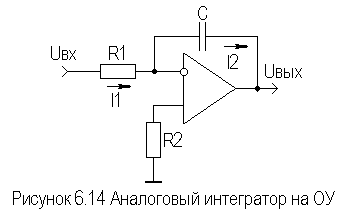 C
Uвх
R1
I2
Uвых
I1
R2
Рисунок 6.14 Аналоговый интегратор на ОУ